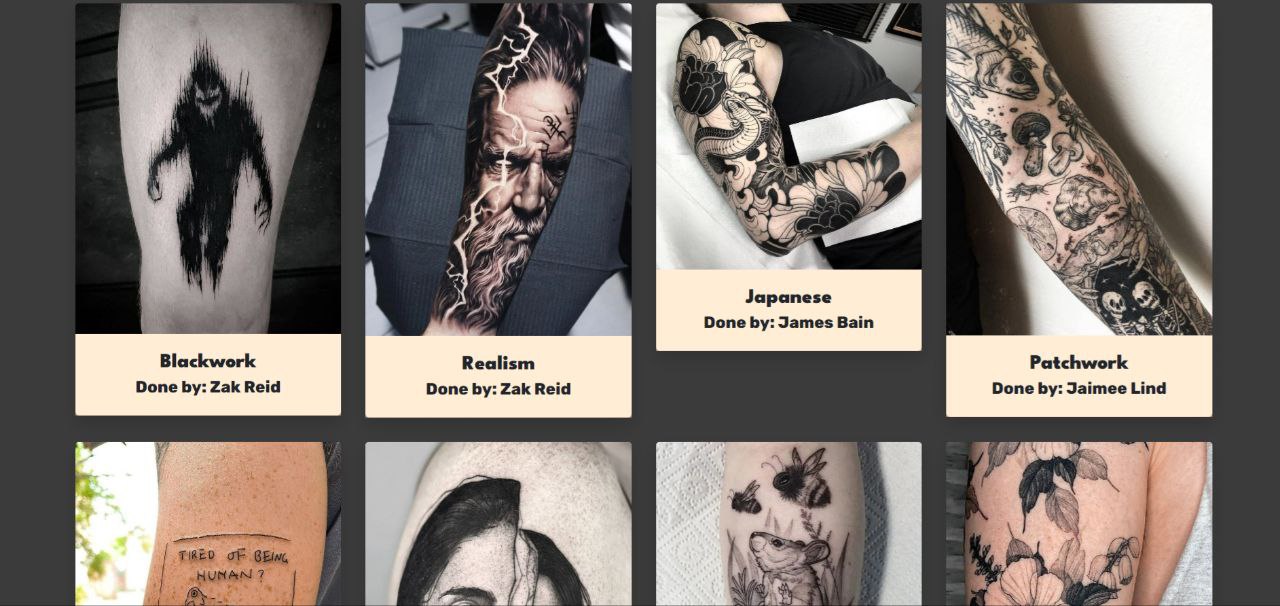 Blackwork
Done by: Zak Reid
Realism
Done by: Zak Reid
Japanese
Done by: James Bain
Patchwork
Done by: Jaimee Lind
TIRED OF BEING
HUMAN?